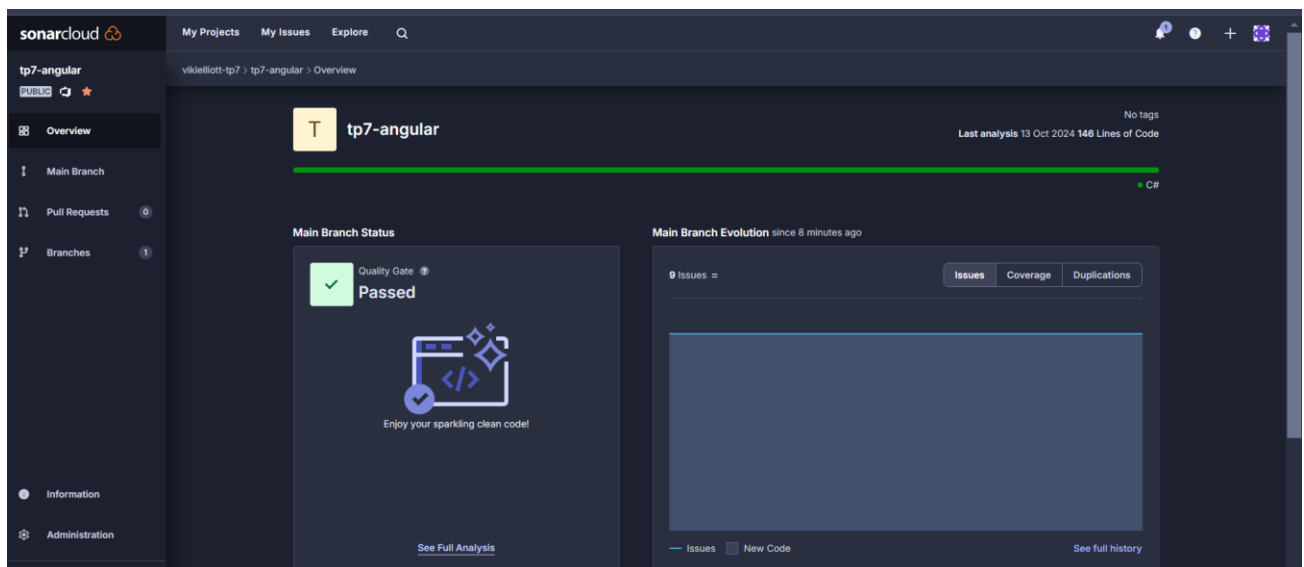 sonarcloud
My Projects My Issues Explore
1
tp7-angular
PUBLIC
vikielliott-tp7 > tp7-angular > Overview
Overview
Main Branch
Pull Requests 0
Branches 1
Information
Administration
T tp7-angular
No tags
Last analysis 13 Oct 2024 146 Lines of Code
C#
Main Branch Status
Quality Gate
Passed
</>
Enjoy your sparkling clean code!
See Full Analysis
Main Branch Evolution since 8 minutes ago
9 Issues =
Issues Coverage Duplications
Issues New Code
See full history